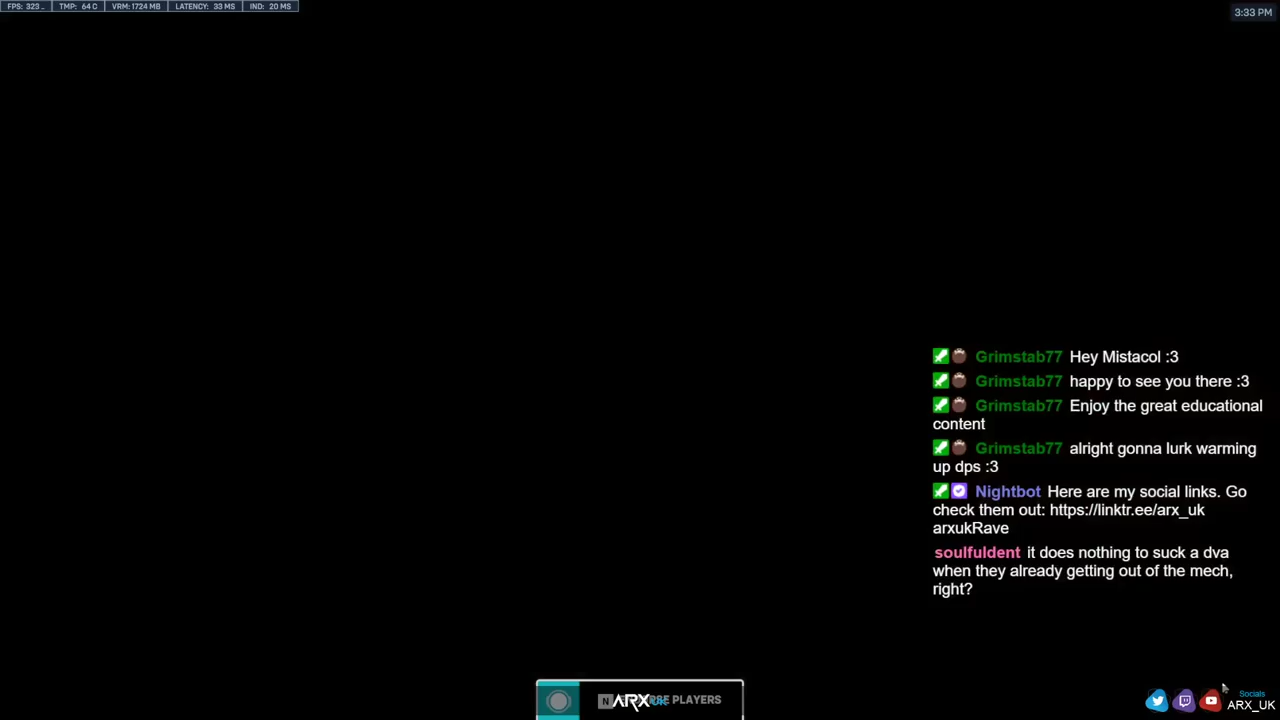 FPS: 323 TMP: 64 C VRM: 1724 MB LATENCY: 33 MS IND: 20 MS
3:33 PM
Grimstab77 Hey Mistacol :3
Grimstab77 happy to see you there :3
Grimstab77 Enjoy the great educational
content
Grimstab77 alright gonna lurk warming
up dps :3
Nightbot Here are my social links. Go
check them out: https://linktr.ee/arx_uk
arxukRave
soulfuldent it does nothing to suck a dva
when they already getting out of the mech,
right?
N ARX UK PLAYERS
Socials
ARX_UK